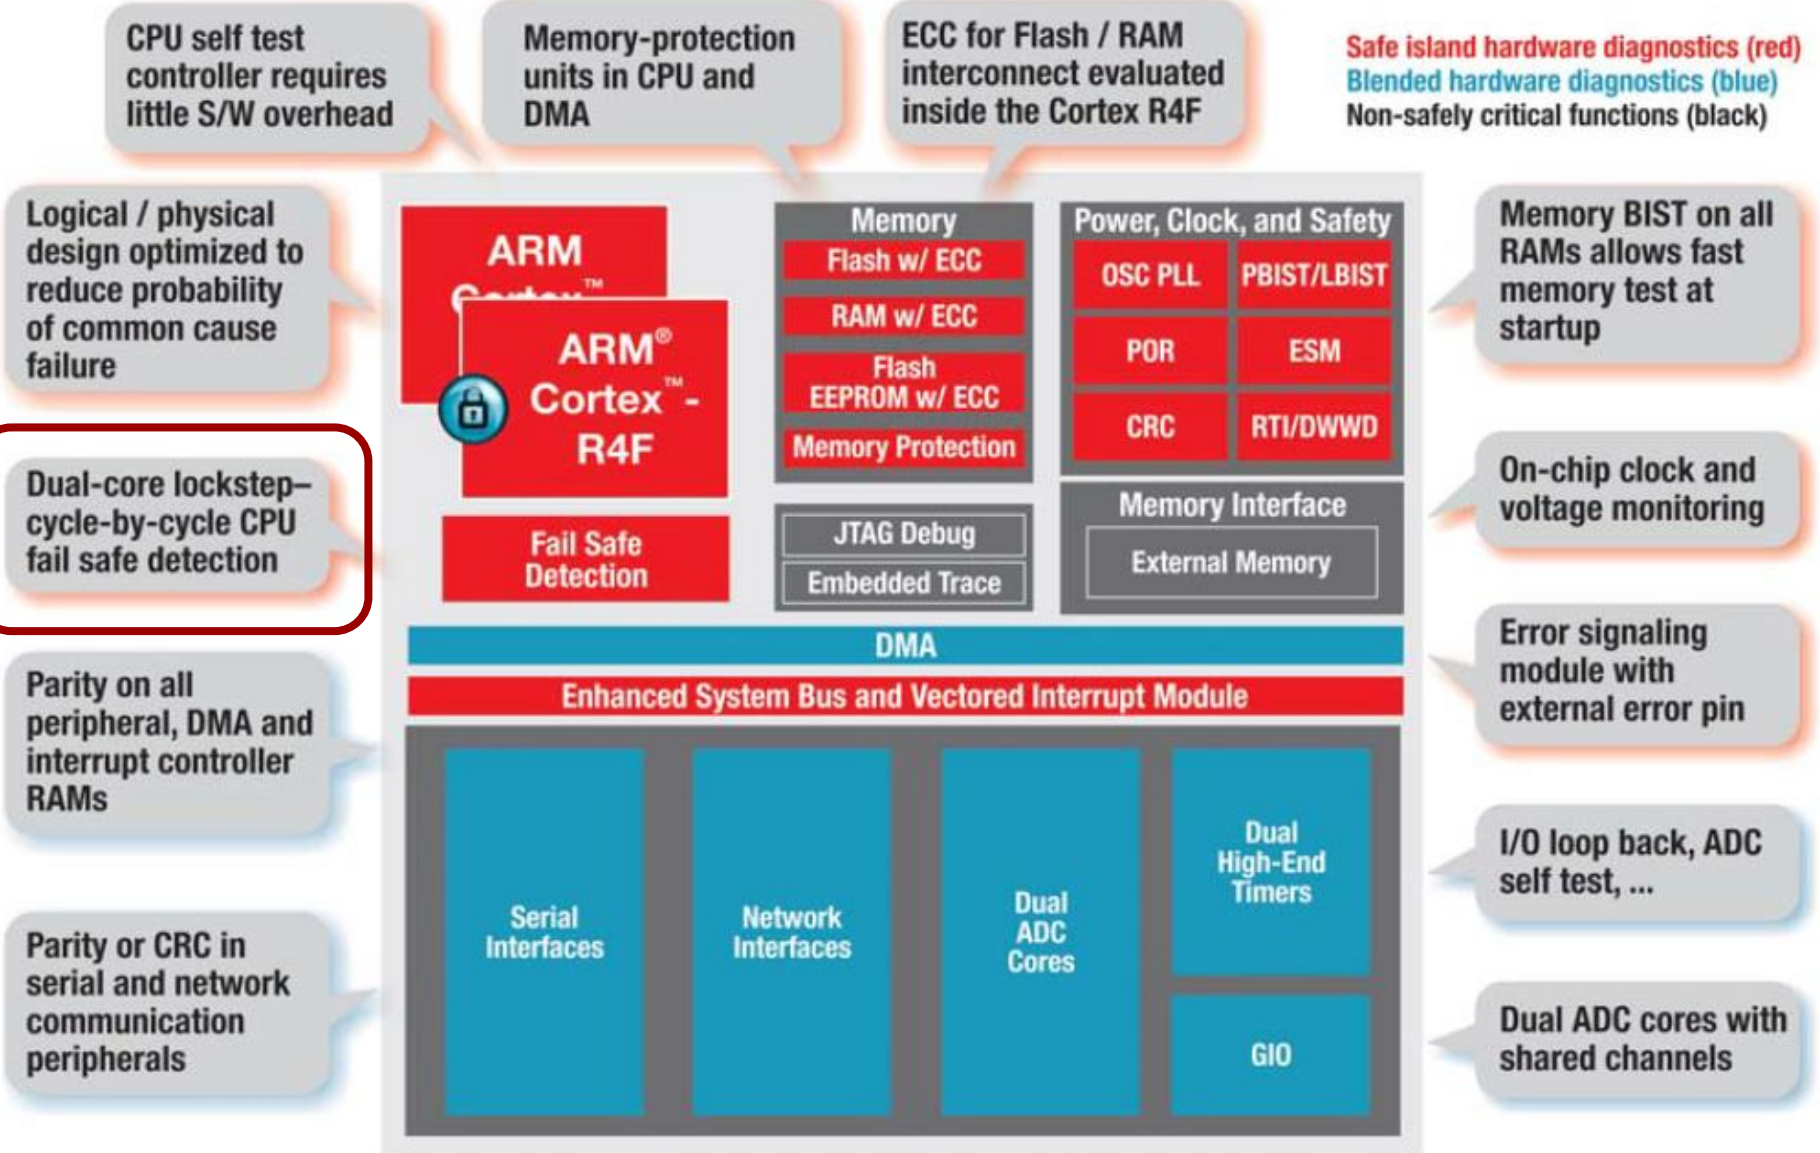 CPU self test
controller requires
little S/W overhead
Memory-protection
units in CPU and
DMA
ECC for Flash / RAM
interconnect evaluated
inside the Cortex R4F
Safe island hardware diagnostics (red)
Blended hardware diagnostics (blue)
Non-safely critical functions (black)
Logical / physical
design optimized to
reduce probability
of common cause
failure
Dual-core lockstep–
cycle-by-cycle CPU
fail safe detection
Parity on all
peripheral, DMA and
interrupt controller
RAMs
Parity or CRC in
serial and network
communication
peripherals
ARM
Cortex™
ARM®
Cortex™-
R4F
Fail Safe
Detection
Memory
Flash w/ ECC
RAM w/ ECC
Flash
EEPROM w/ ECC
Memory Protection
JTAG Debug
Embedded Trace
Power, Clock, and Safety
OSC PLL
PBIST/LBIST
POR
ESM
CRC
RTI/DWWD
Memory Interface
External Memory
DMA
Enhanced System Bus and Vectored Interrupt Module
Serial
Interfaces
Network
Interfaces
Dual
ADC
Cores
Dual
High-End
Timers
GIO
Memory BIST on all
RAMs allows fast
memory test at
startup
On-chip clock and
voltage monitoring
Error signaling
module with
external error pin
I/O loop back, ADC
self test, ...
Dual ADC cores with
shared channels